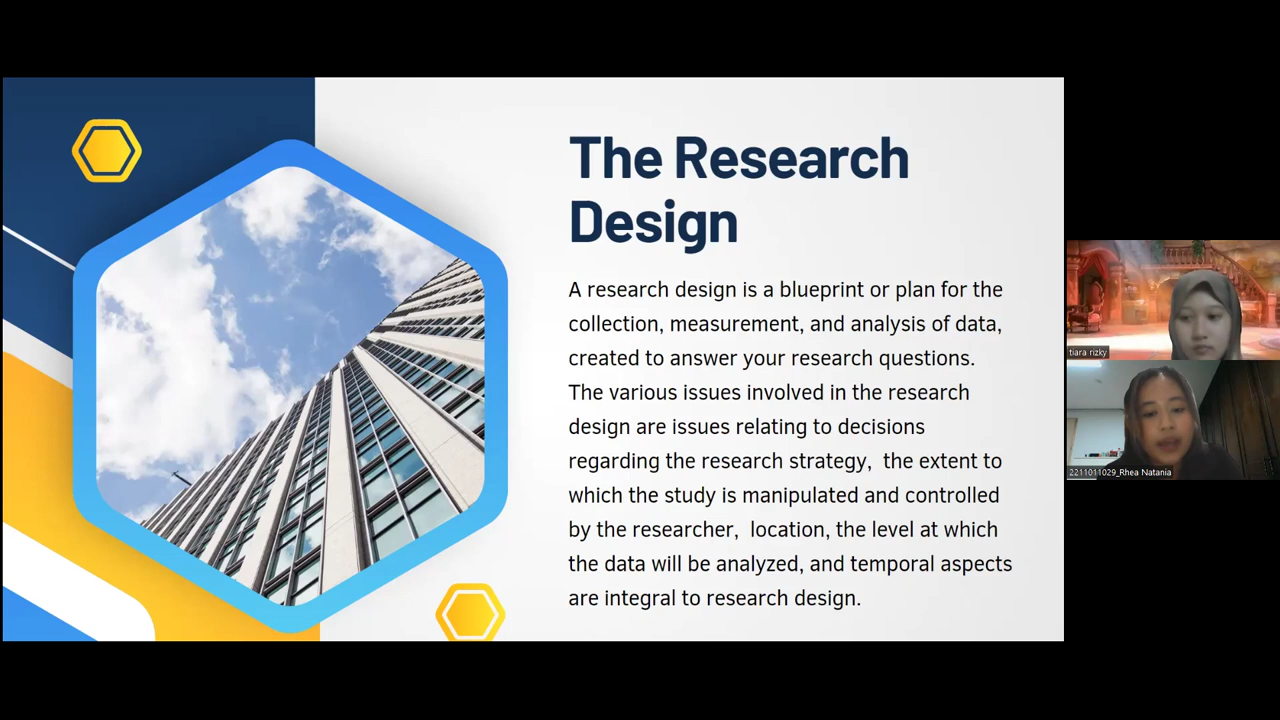 The Research
Design
A research design is a blueprint or plan for the
collection, measurement, and analysis of data,
created to answer your research questions.
The various issues involved in the research
design are issues relating to decisions
regarding the research strategy,  the extent to
which the study is manipulated and controlled
by the researcher,  location, the level at which
the data will be analyzed, and temporal aspects
are integral to research design.
tiara rizky
2211011029_Rhea Natania